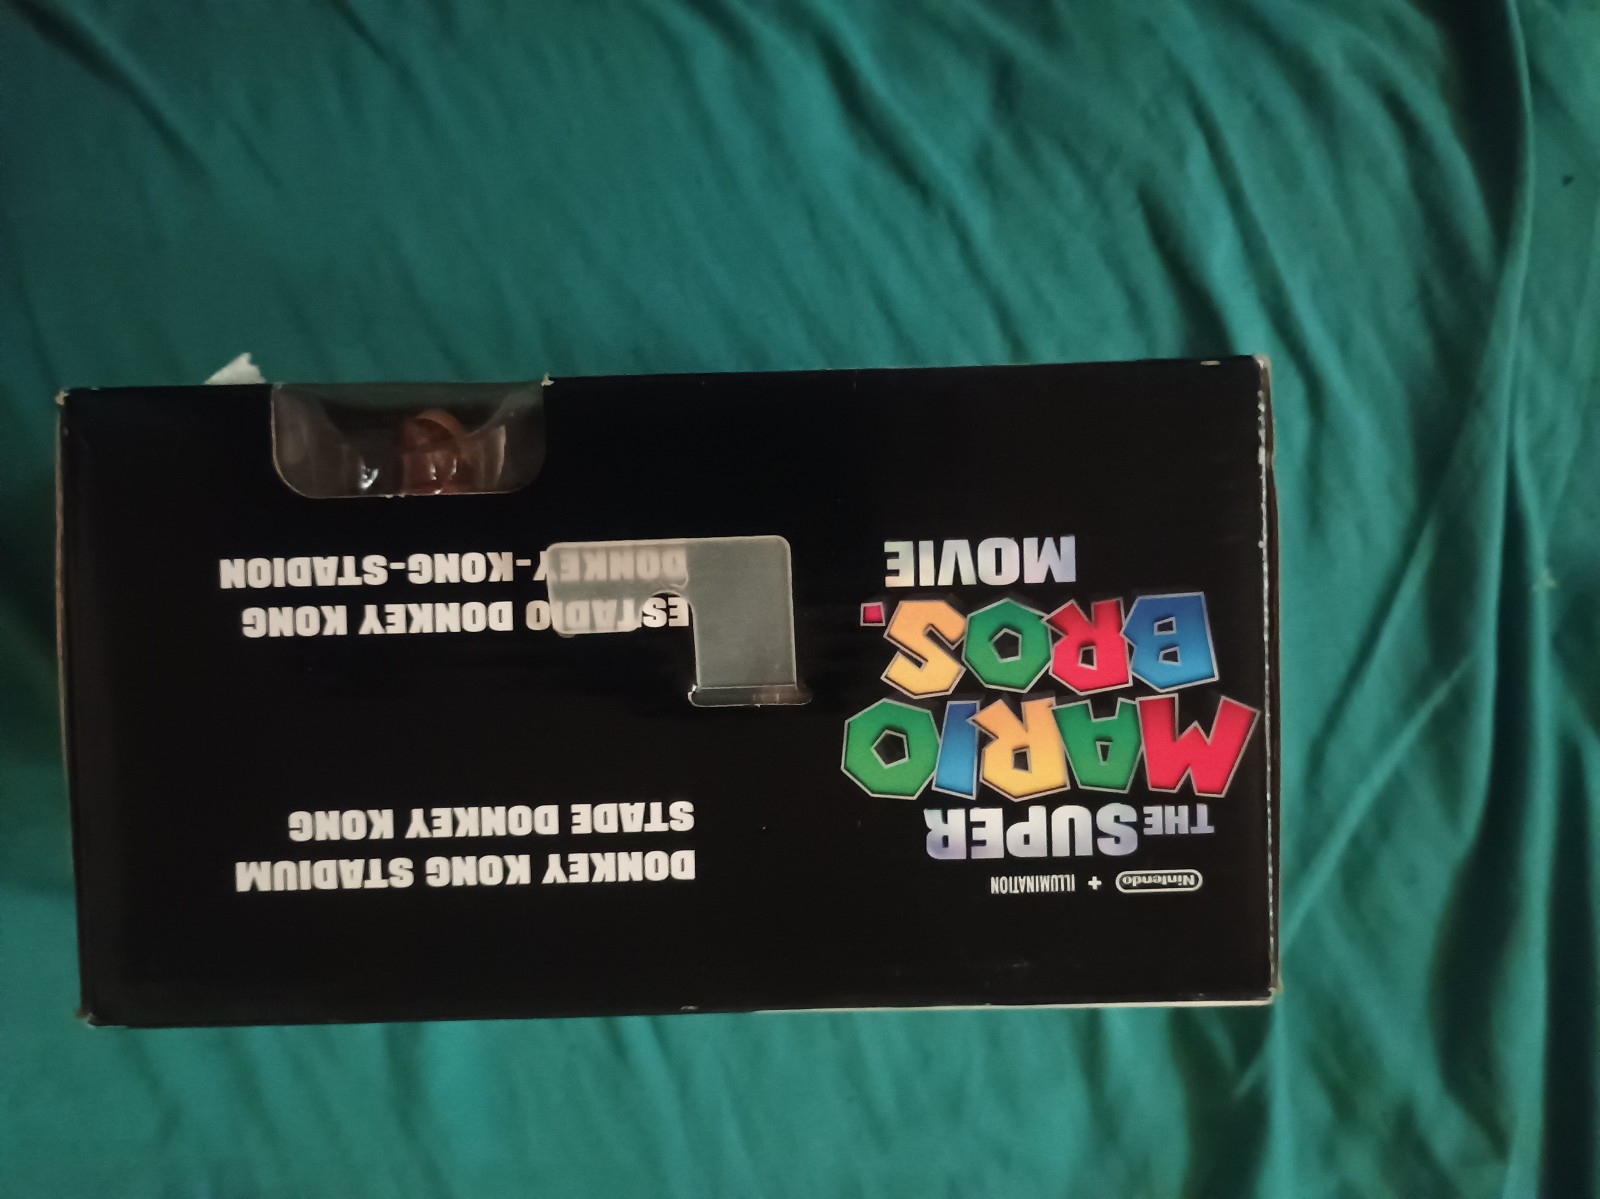 Nintendo + ILLUMINATION
THE SUPER
MARIO
BROS.
MOVIE
DONKEY KONG STADIUM
STADE DONKEY KONG
ESTADIO DONKEY KONG
DONKEY-KONG-STADION